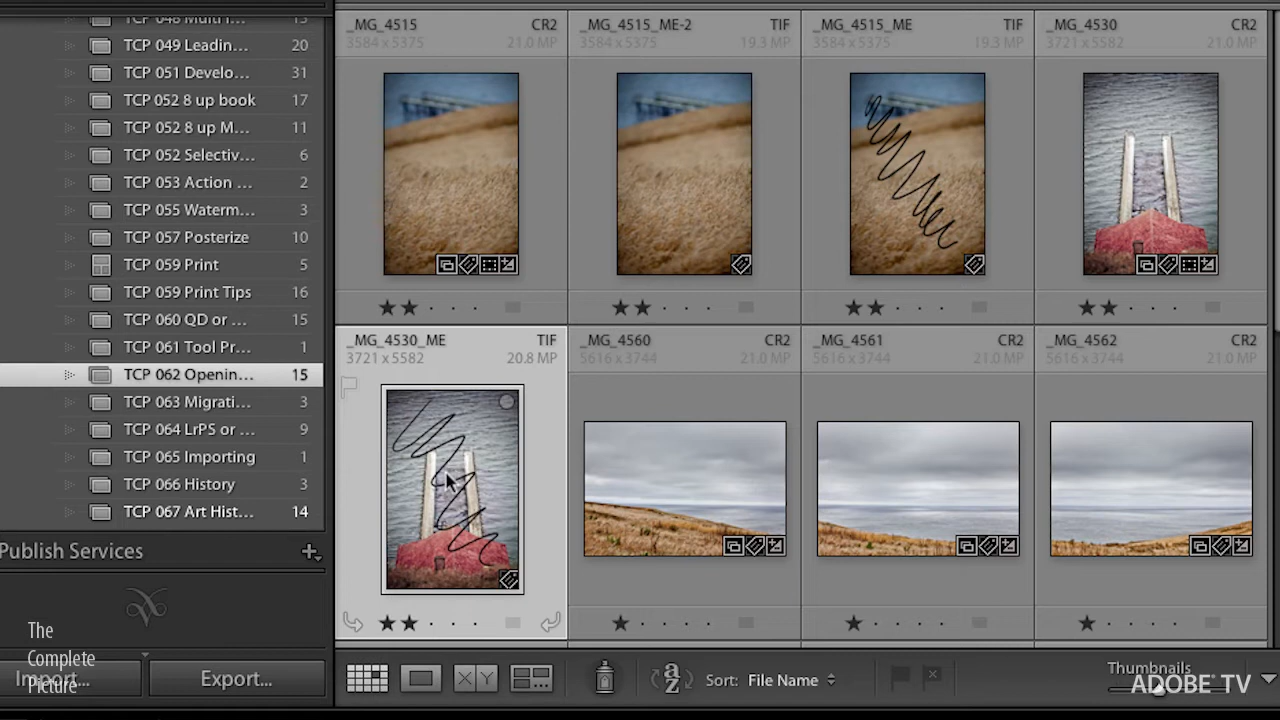 TCP 048 Multi I... 13
TCP 049 Leadin... 20
TCP 051 Develo... 31
TCP 052 8 up book 17
TCP 052 8 up M... 11
TCP 052 Selectiv... 6
TCP 053 Action ... 2
TCP 055 Waterm... 3
TCP 057 Posterize 10
TCP 059 Print 5
TCP 059 Print Tips 16
TCP 060 QD or ... 15
TCP 061 Tool Pr... 1
TCP 062 Openin... 15
TCP 063 Migrati... 3
TCP 064 LrPS or ... 9
TCP 065 Importing 1
TCP 066 History 3
TCP 067 Art Hist... 14
Publish Services
The
Complete
Picture
Import...
Export...
_MG_4515 CR2
3584 x 5375 21.0 MP
_MG_4515_ME-2 TIF
3584 x 5375 19.3 MP
_MG_4515_ME TIF
3584 x 5375 19.3 MP
_MG_4530 CR2
3721 x 5582 21.0 MP
_MG_4530_ME TIF
3721 x 5582 20.8 MP
_MG_4560 CR2
5616 x 3744 21.0 MP
_MG_4561 CR2
5616 x 3744 21.0 MP
_MG_4562 CR2
5616 x 3744 21.0 MP
X Y
a z
Sort: File Name
Thumbnails
ADOBE TV